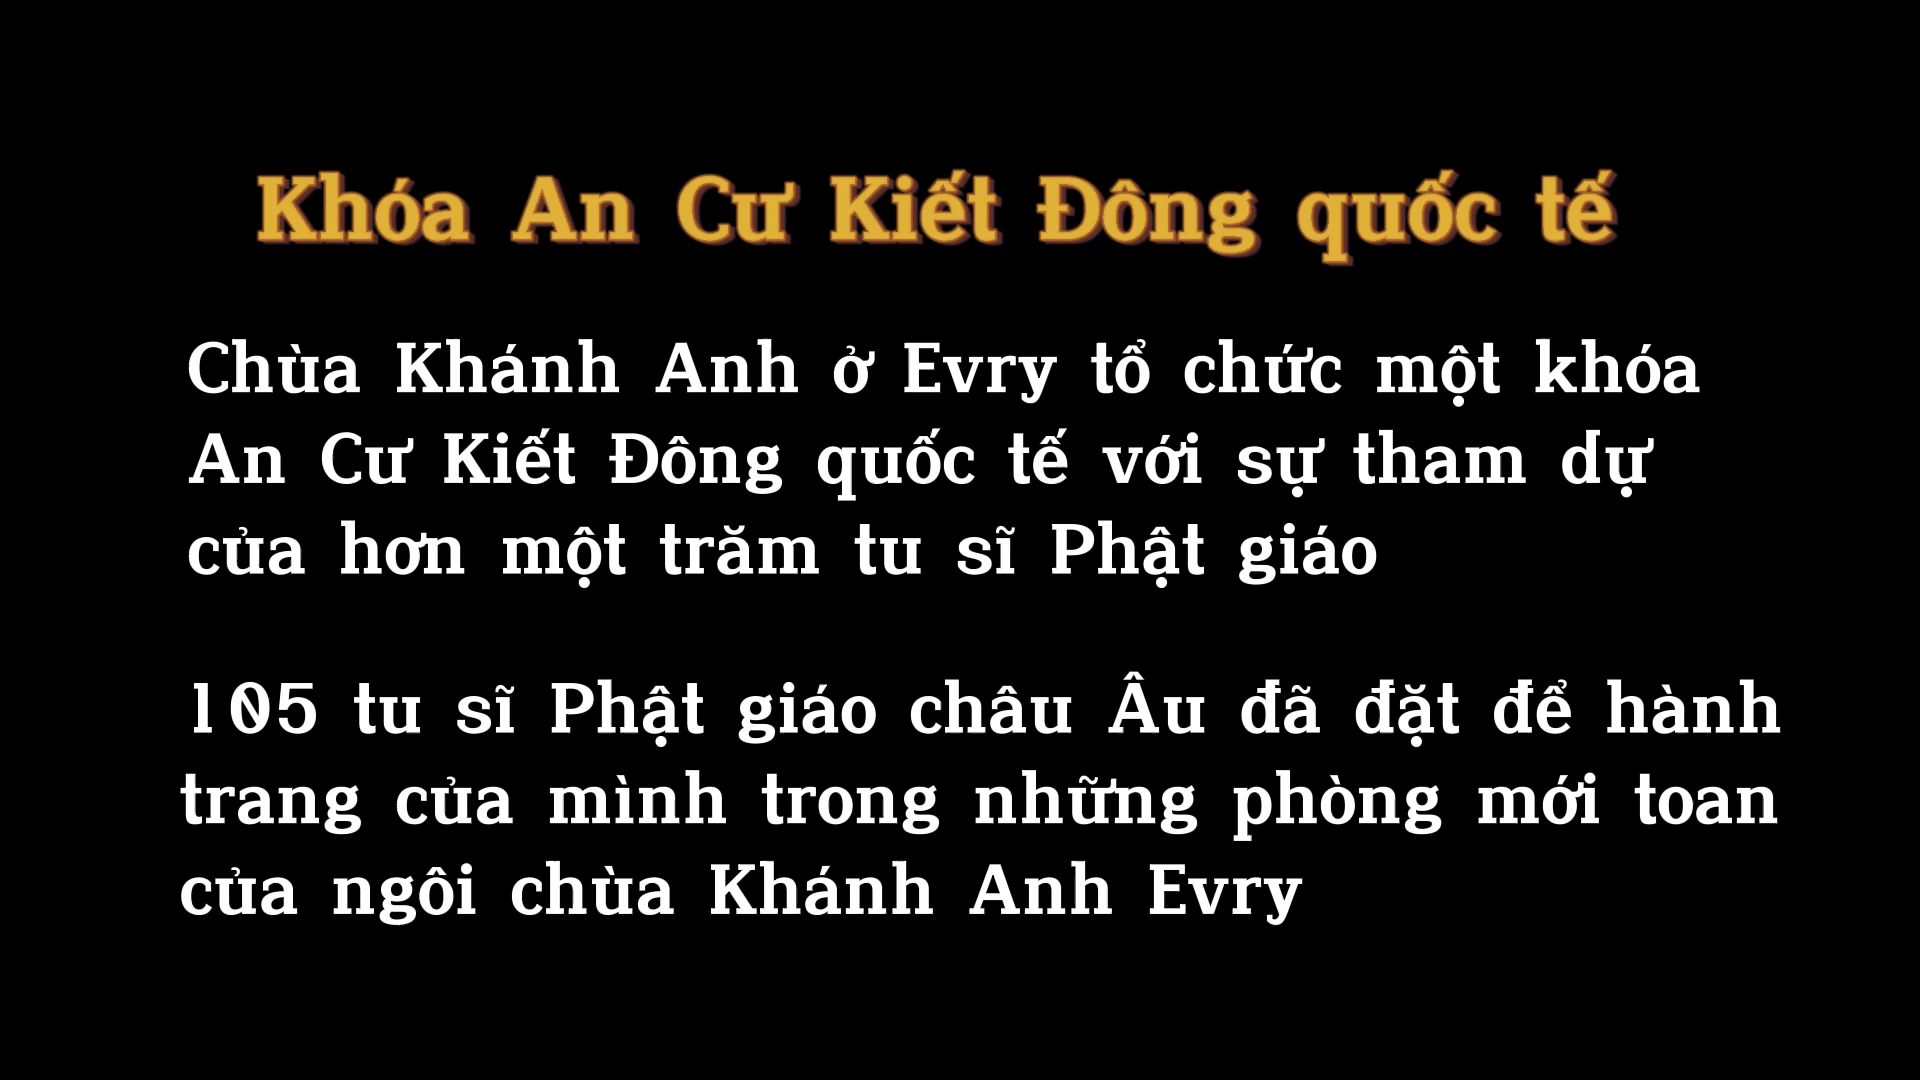 Khóa An Cư Kiết Đông quốc tế
Chùa Khánh Anh ở Evry tổ chức một khóa
An Cư Kiết Đông quốc tế với sự tham dự
của hơn một trăm tu sĩ Phật giáo
105 tu sĩ Phật giáo châu Âu đã đặt để hành
trang của mình trong những phòng mới toan
của ngôi chùa Khánh Anh Evry